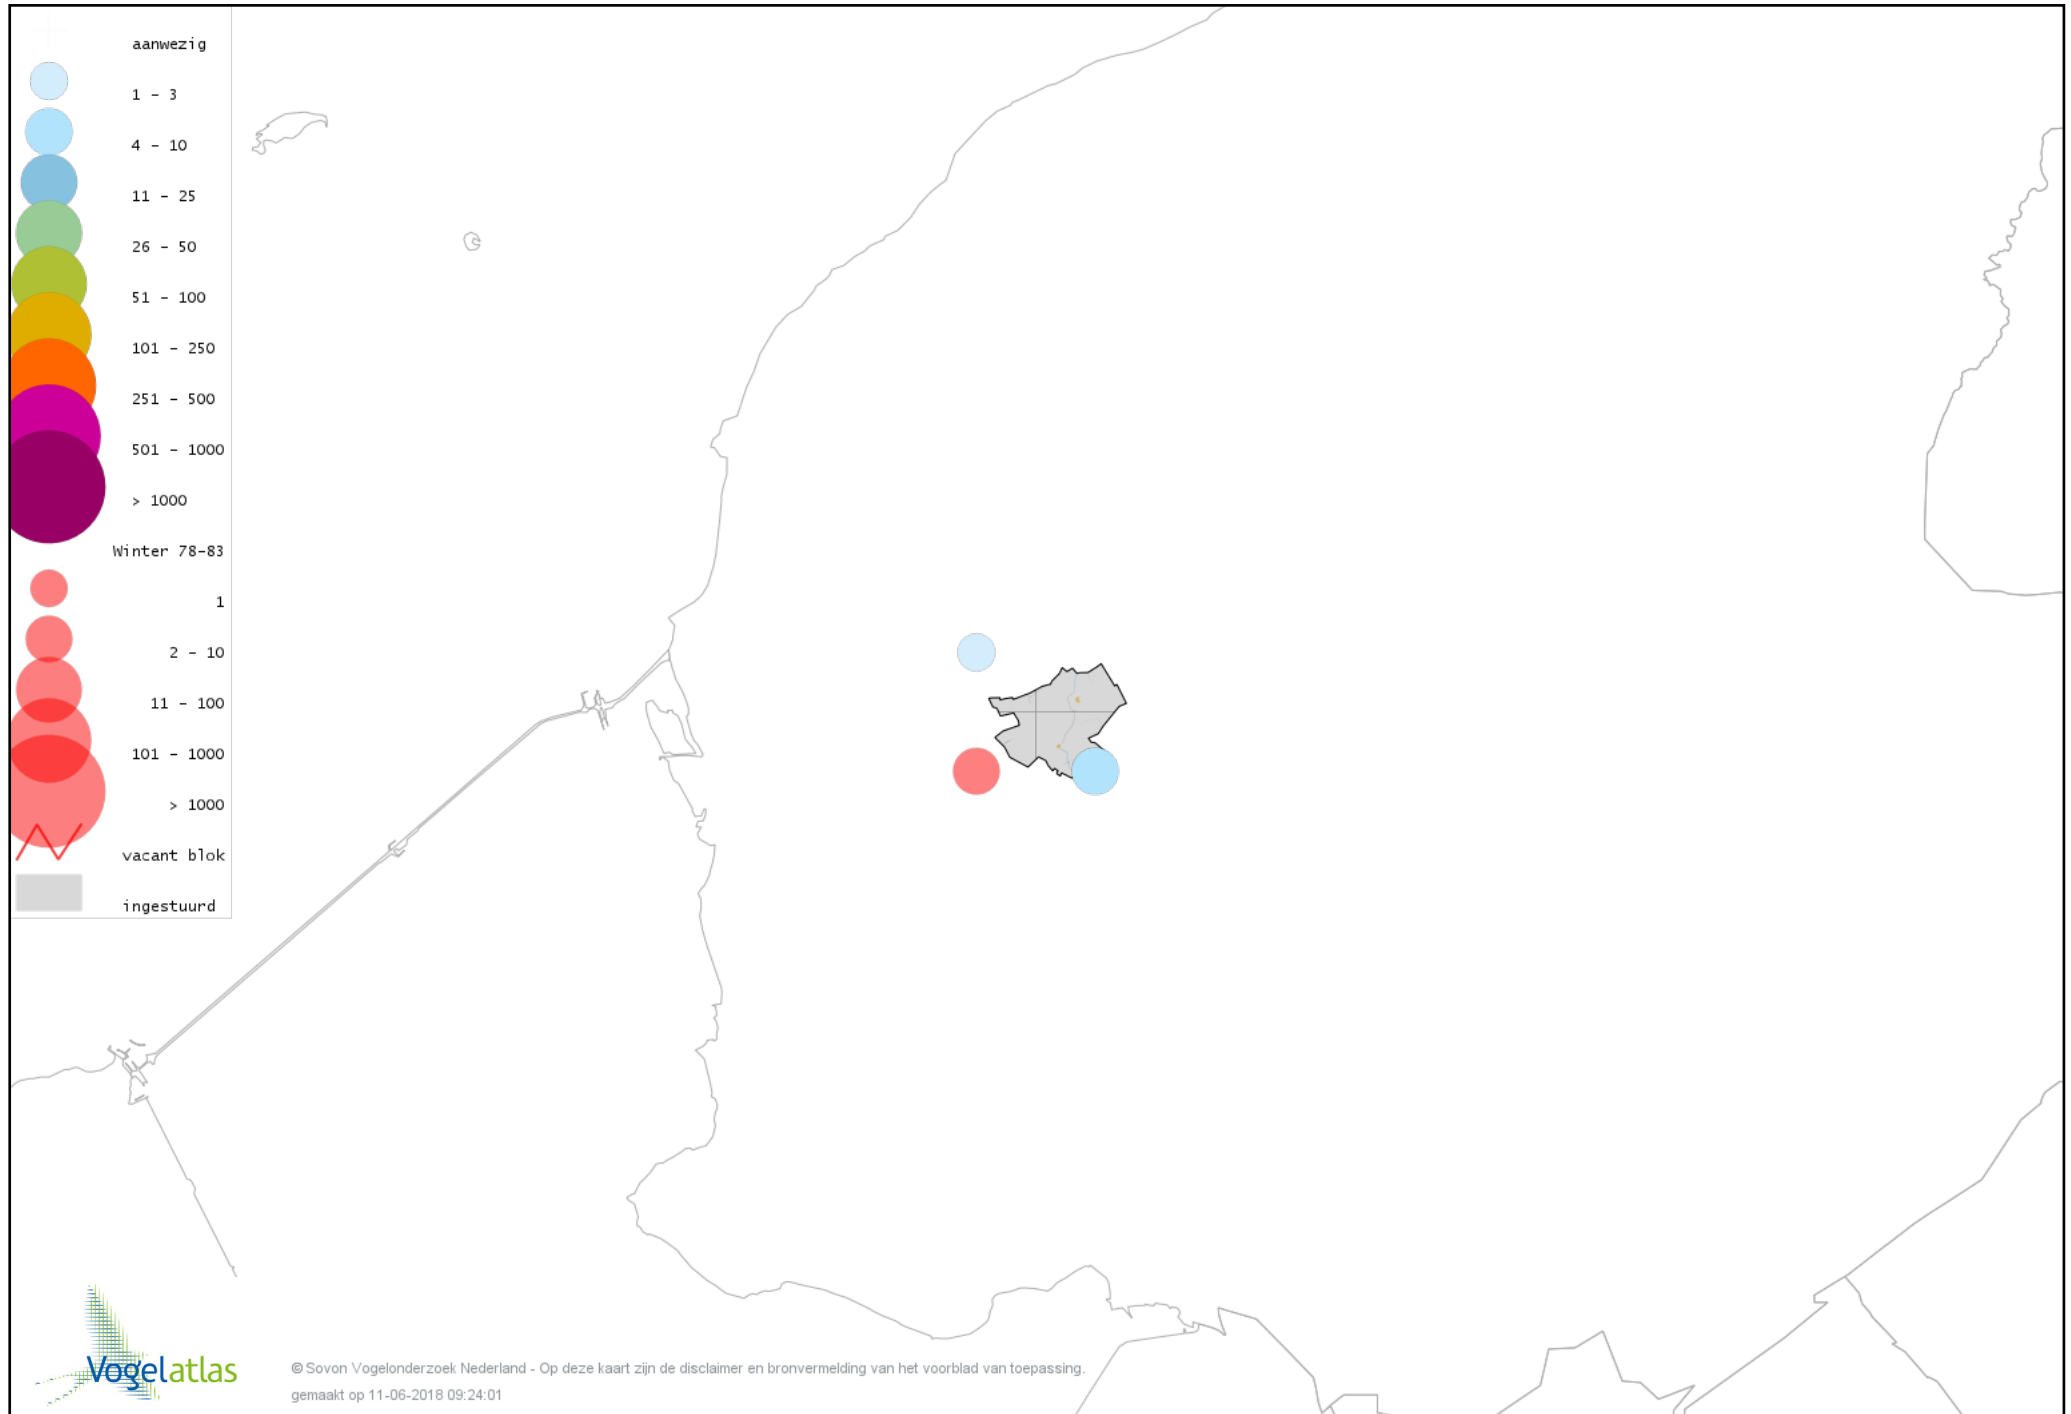 aanwezig
1 - 3
4 - 10
11 - 25
26 - 50
51 - 100
101 - 250
251 - 500
501 - 1000
> 1000
Winter 78-83
1
2 - 10
11 - 100
101 - 1000
> 1000
vacant blok
ingestuurd
Vogelatlas
© Sovon Vogelonderzoek Nederland - Op deze kaart zijn de disclaimer en bronvermelding van het voorblad van toepassing.
gemaakt op 11-06-2018 09:24:01